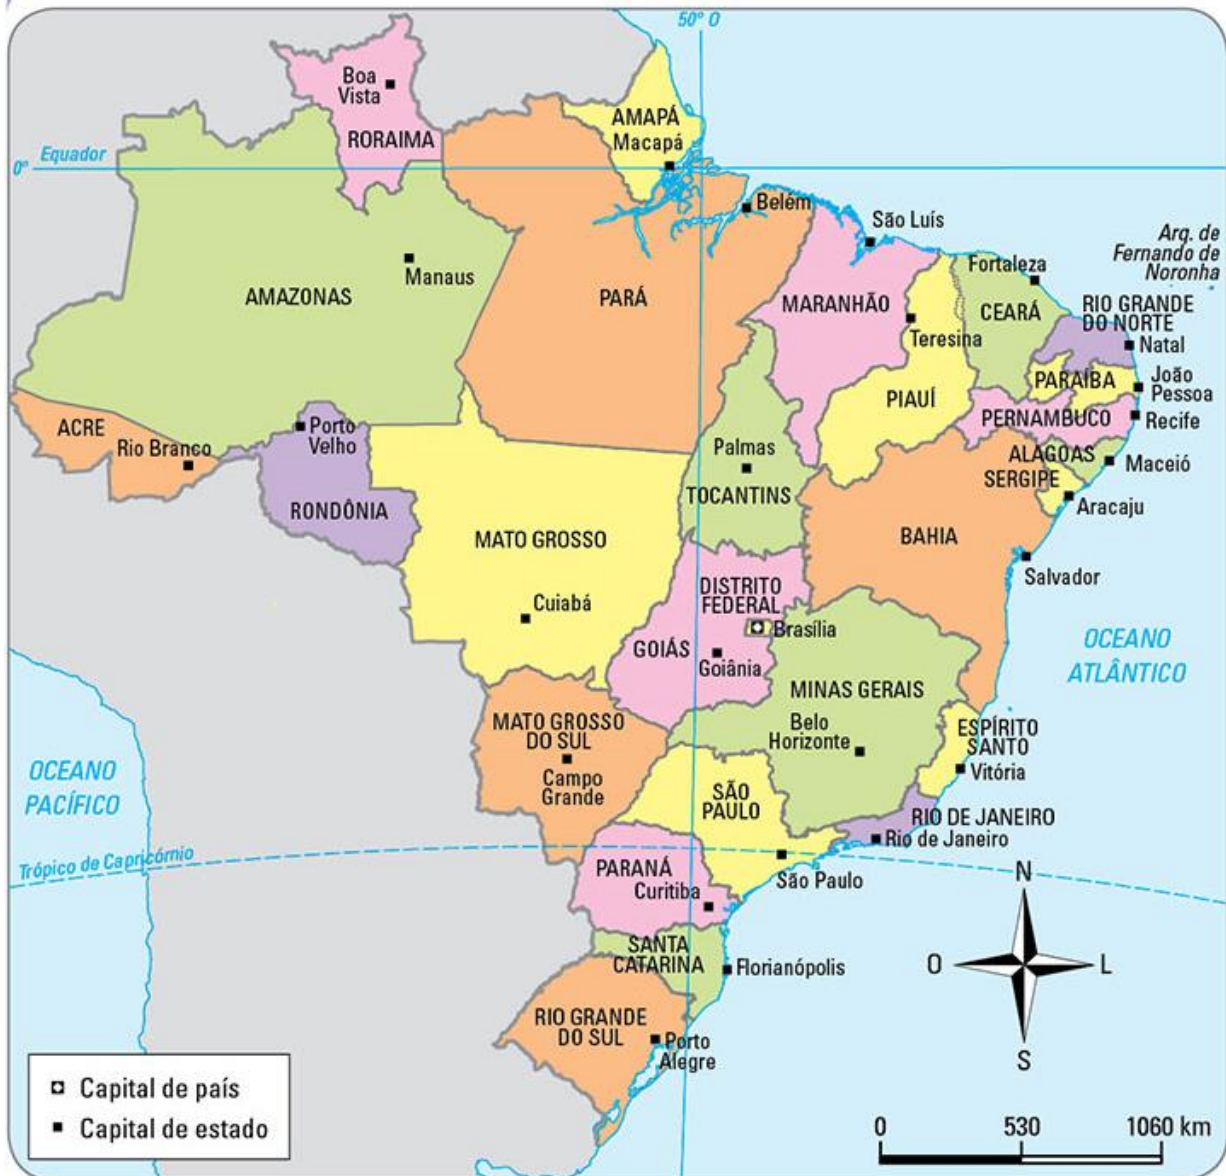 50° O
Boa
Vista
RORAIMA
AMAPÁ
Macapá
0°
Equador
Belém
São Luís
Arq. de
Fernando de
Noronha
Fortaleza
Manaus
AMAZONAS
PARÁ
MARANHÃO
CEARÁ
RIO GRANDE
DO NORTE
Natal
Teresina
PARAÍBA
João
Pessoa
PIAUÍ
PERNAMBUCO
Recife
ACRE
Rio Branco
Porto
Velho
Palmas
ALAGOAS
Maceió
SERGIPE
TOCANTINS
Aracaju
RONDÔNIA
MATO GROSSO
BAHIA
Salvador
Cuiabá
DISTRITO
FEDERAL
Brasília
GOIÁS
Goiânia
OCEANO
ATLÂNTICO
MINAS GERAIS
Belo
Horizonte
MATO GROSSO
DO SUL
Campo
Grande
ESPÍRITO
SANTO
Vitória
OCEANO
PACÍFICO
SÃO
PAULO
RIO DE JANEIRO
Rio de Janeiro
Trópico de Capricórnio
São Paulo
PARANÁ
Curitiba
SANTA
CATARINA
Florianópolis
RIO GRANDE
DO SUL
Porto
Alegre
N
O
L
S
Capital de país
Capital de estado
0 530 1060 km